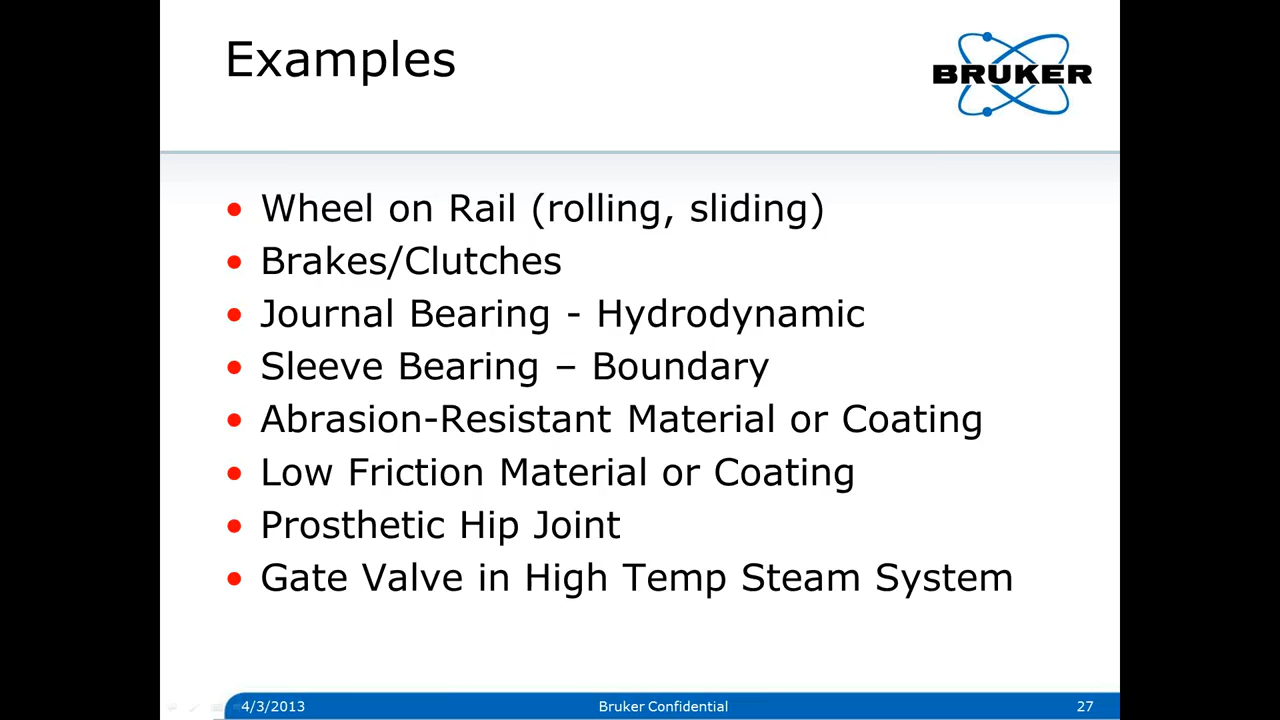 Examples
BRUKER
• Wheel on Rail (rolling, sliding)
• Brakes/Clutches
• Journal Bearing - Hydrodynamic
• Sleeve Bearing – Boundary
• Abrasion-Resistant Material or Coating
• Low Friction Material or Coating
• Prosthetic Hip Joint
• Gate Valve in High Temp Steam System
4/3/2013
Bruker Confidential
27